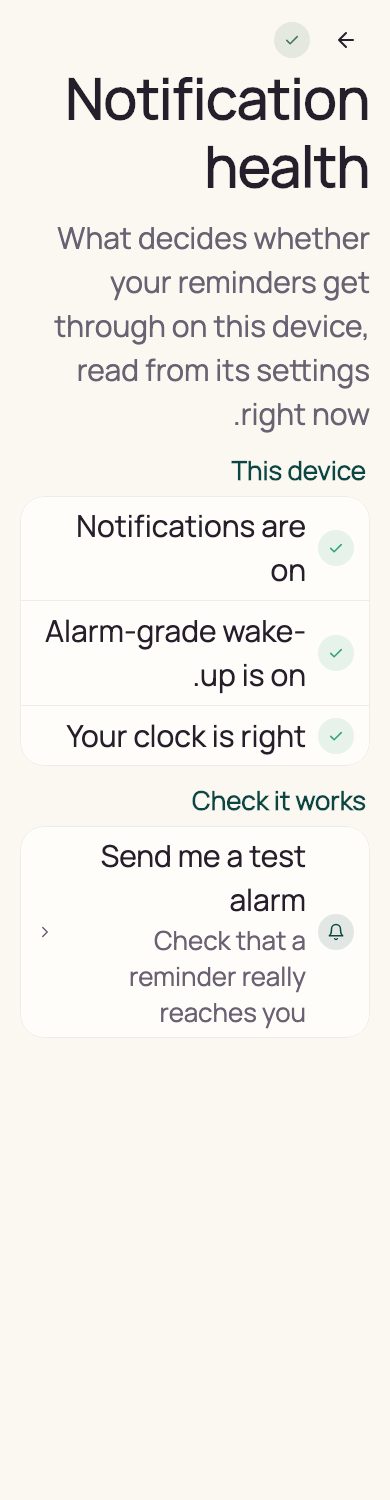 Notification
health
What decides whether
your reminders get
through on this device,
read from its settings
.right now
This device
Notifications are
on
Alarm-grade wake-
.up is on
Your clock is right
Check it works
Send me a test
alarm
Check that a
reminder really
reaches you